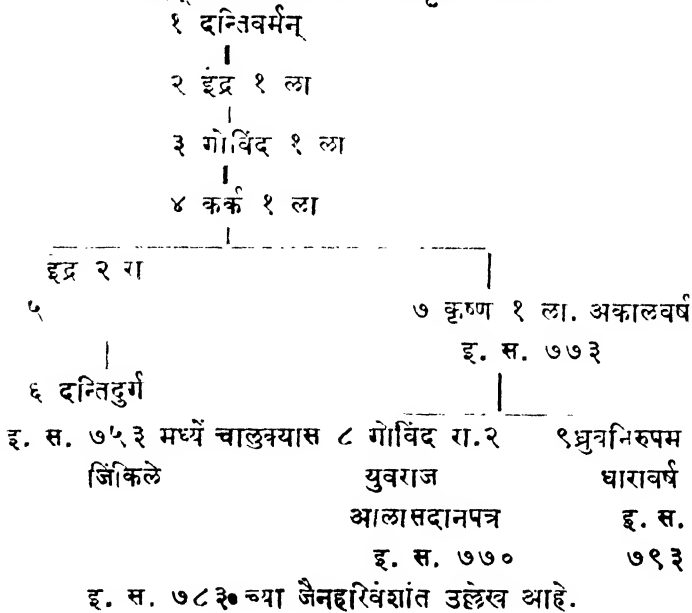 १ दन्तिवर्मन्
२ इंद्र १ ला
३ गोविंद १ ला
४ कर्क १ ला
इंद्र २ रा
५ ७ कृष्ण १ ला. अकालवर्ष
इ. स. ७७३
६ दन्तिदुर्ग
इ. स. ७५३ मध्यें चालुक्यास ८ गोविंद रा.२ ९ध्रुवनिरुपम
जिंकिले युवराज धारावर्ष
आलासदानपत्र इ. स.
इ. स. ७७० ७९३
इ. स. ७८३ च्या जैनहरिवंशांत उल्लेख आहे.